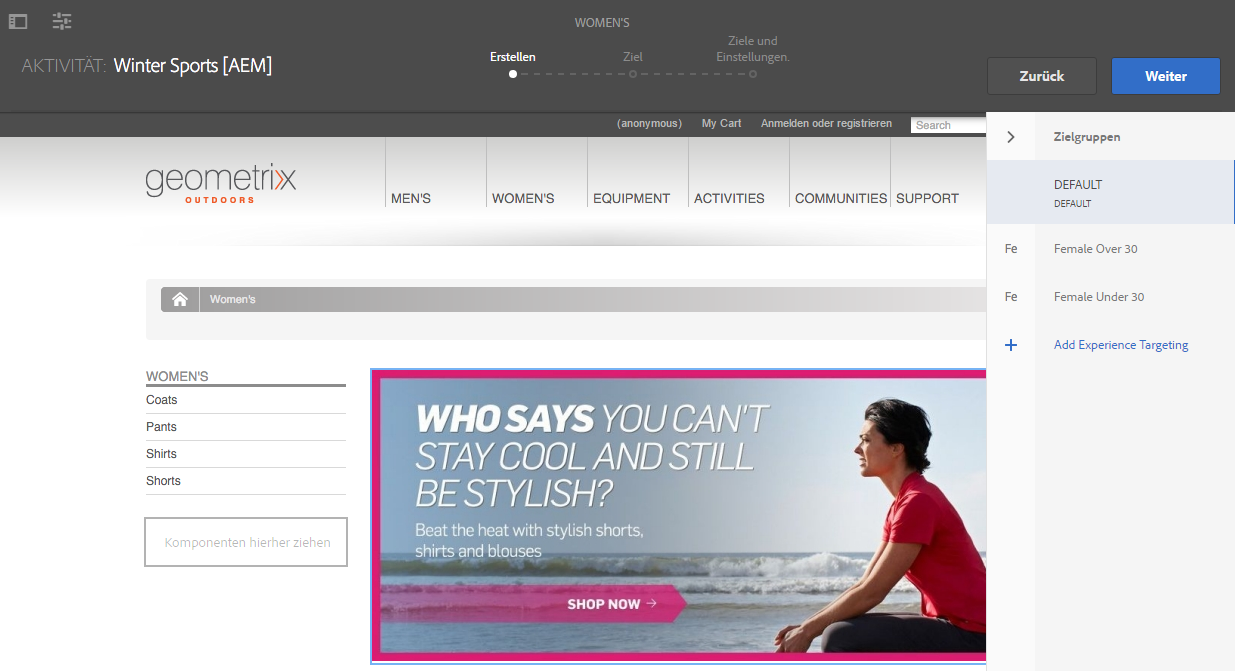 WOMEN'S
AKTIVITÄT: Winter Sports [AEM]
Erstellen
Ziel
Ziele und
Einstellungen.
Zurück
Weiter
(anonymous)
My Cart
Anmelden oder registrieren
Search
geometrixx
OUTDOORS
MEN'S
WOMEN'S
EQUIPMENT
ACTIVITIES
COMMUNITIES
SUPPORT
Women's
WOMEN'S
Coats
Pants
Shirts
Shorts
Komponenten hierher ziehen
WHO SAYS YOU CAN'T
STAY COOL AND STILL
BE STYLISH?
Beat the heat with stylish shorts,
shirts and blouses
SHOP NOW →
Zielgruppen
DEFAULT
DEFAULT
Fe Female Over 30
Fe Female Under 30
+ Add Experience Targeting